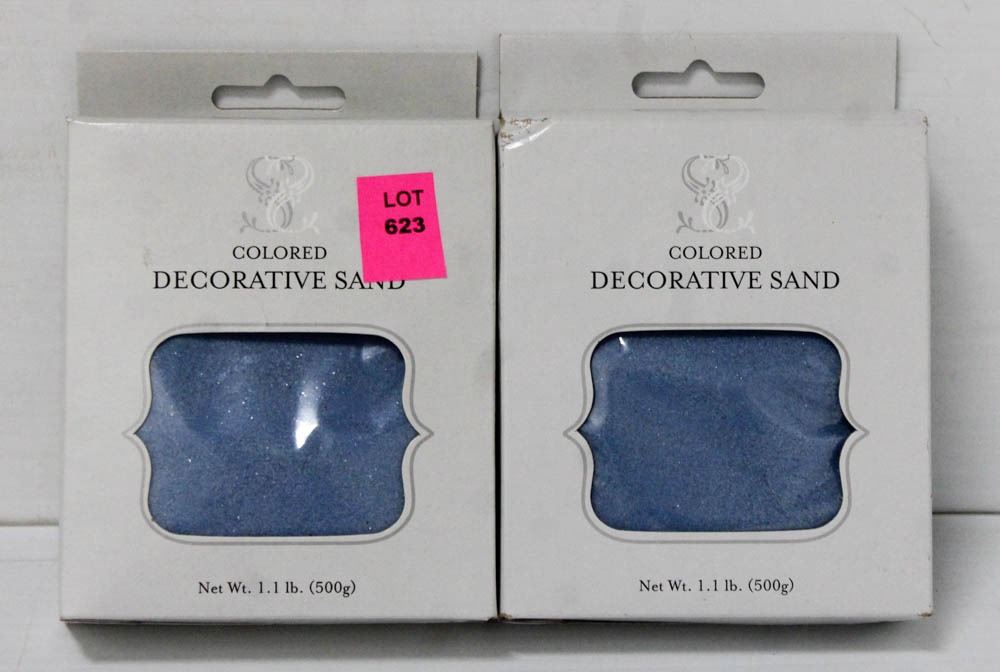 LOT
623
COLORED
DECORATIVE SAND
Net Wt. 1.1 lb. (500g)
COLORED
DECORATIVE SAND
Net Wt. 1.1 lb. (500g)